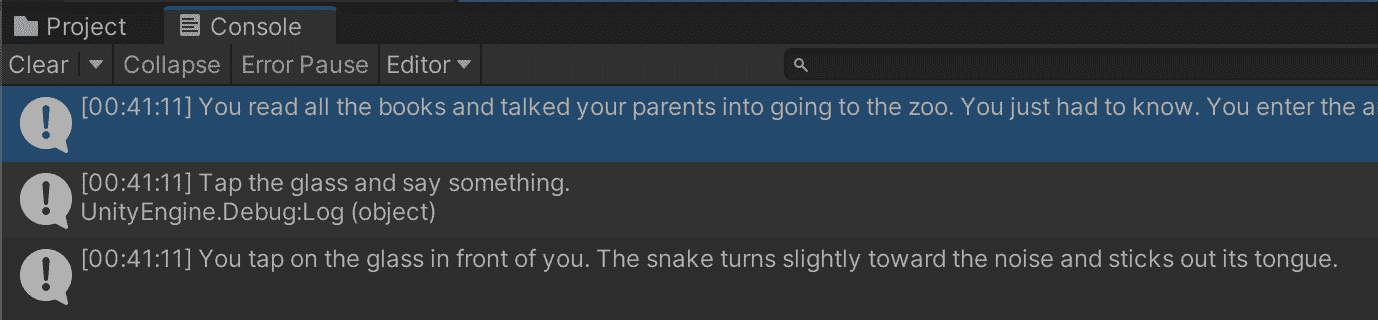 Project Console
Clear Collapse Error Pause Editor
[00:41:11] You read all the books and talked your parents into going to the zoo. You just had to know. You enter the a
[00:41:11] Tap the glass and say something.
UnityEngine.Debug:Log (object)
[00:41:11] You tap on the glass in front of you. The snake turns slightly toward the noise and sticks out its tongue.